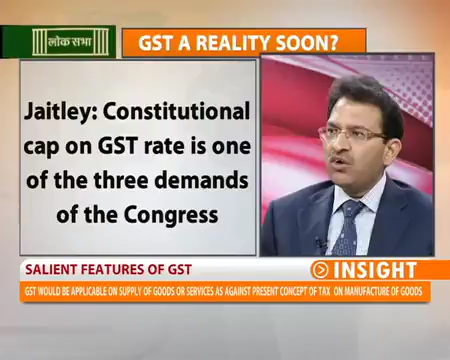 लोक सभा
GST A REALITY SOON?
Jaitley: Constitutional
cap on GST rate is one
of the three demands
of the Congress
SALIENT FEATURES OF GST
INSIGHT
GST WOULD BE APPLICABLE ON SUPPLY OF GOODS OR SERVICES AS AGAINST PRESENT CONCEPT OF TAX ON MANUFACTURE OF GOODS